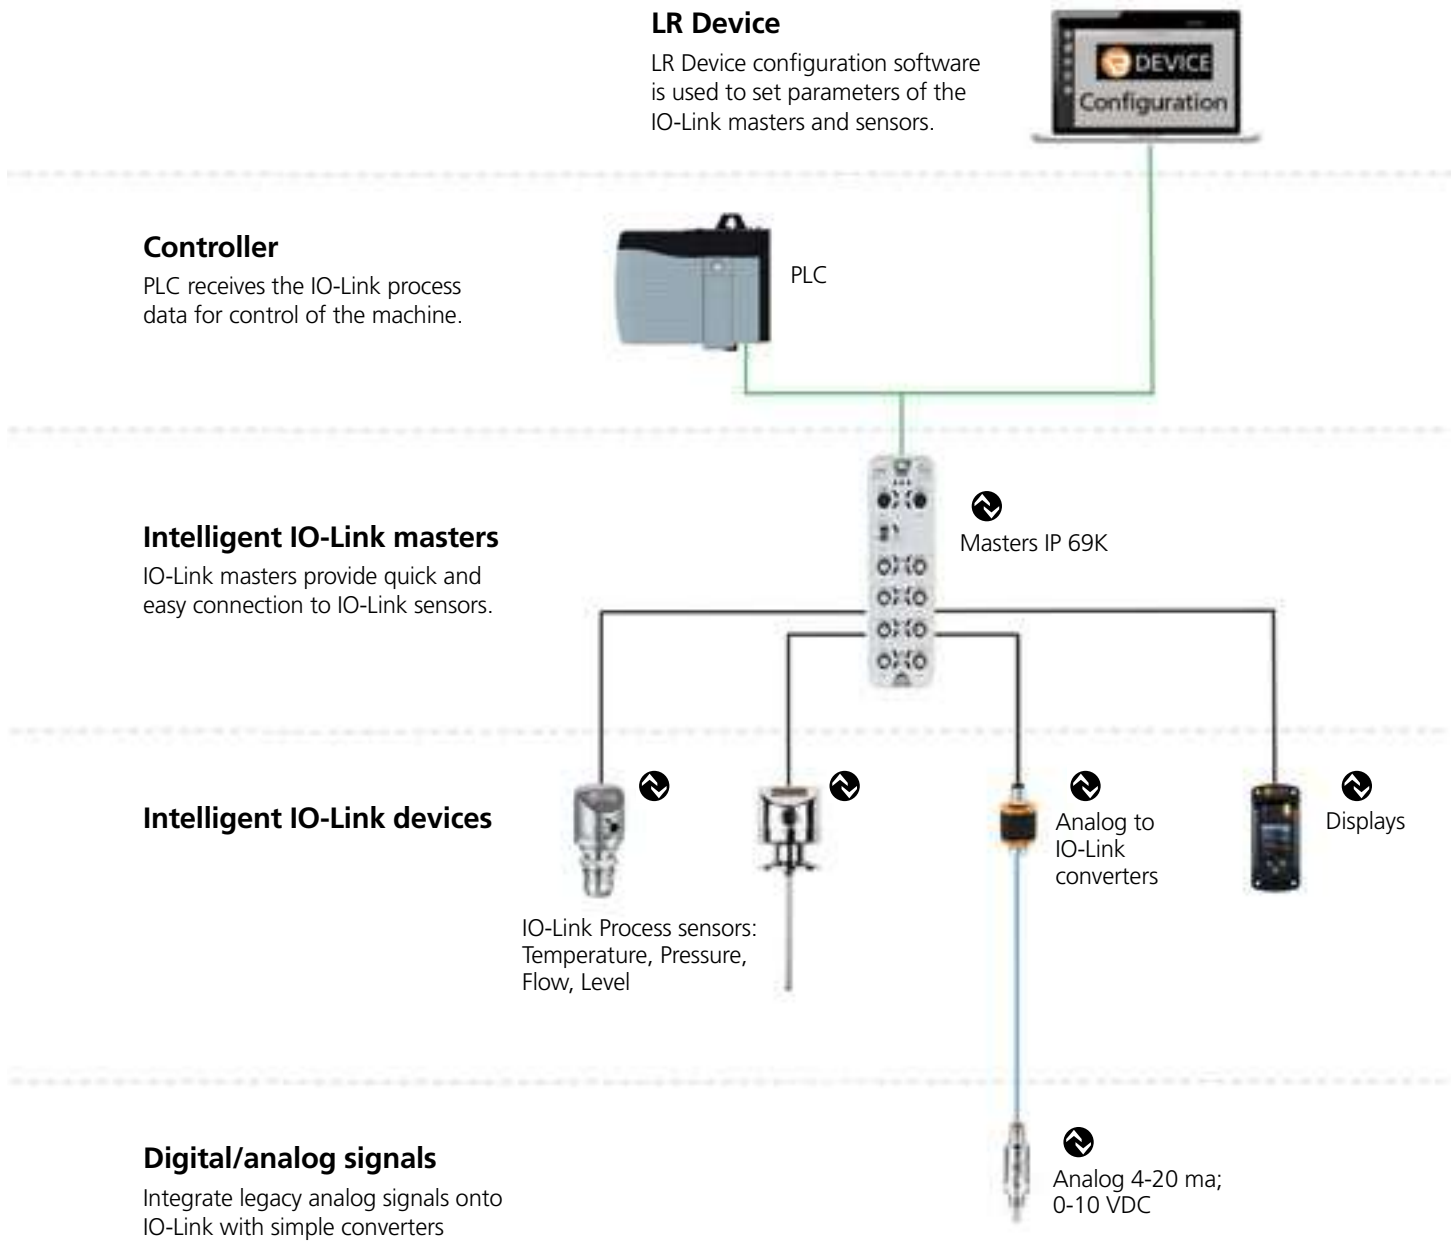 LR Device
LR Device configuration software
is used to set parameters of the
IO-Link masters and sensors.
DEVICE
Configuration
Controller
PLC receives the IO-Link process
data for control of the machine.
PLC
Intelligent IO-Link masters
IO-Link masters provide quick and
easy connection to IO-Link sensors.
Masters IP 69K
Intelligent IO-Link devices
IO-Link Process sensors:
Temperature, Pressure,
Flow, Level
Analog to
IO-Link
converters
Displays
Digital/analog signals
Integrate legacy analog signals onto
IO-Link with simple converters
Analog 4-20 ma;
0-10 VDC